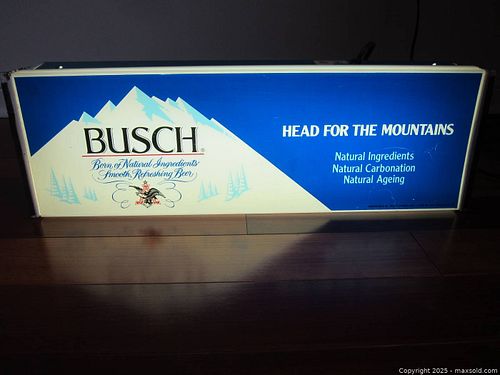 BUSCH®
Born of Natural Ingredients
Smooth, Refreshing Beer
HEAD FOR THE MOUNTAINS
Natural Ingredients
Natural Carbonation
Natural Ageing
Copyright 2025 - maxsold.com